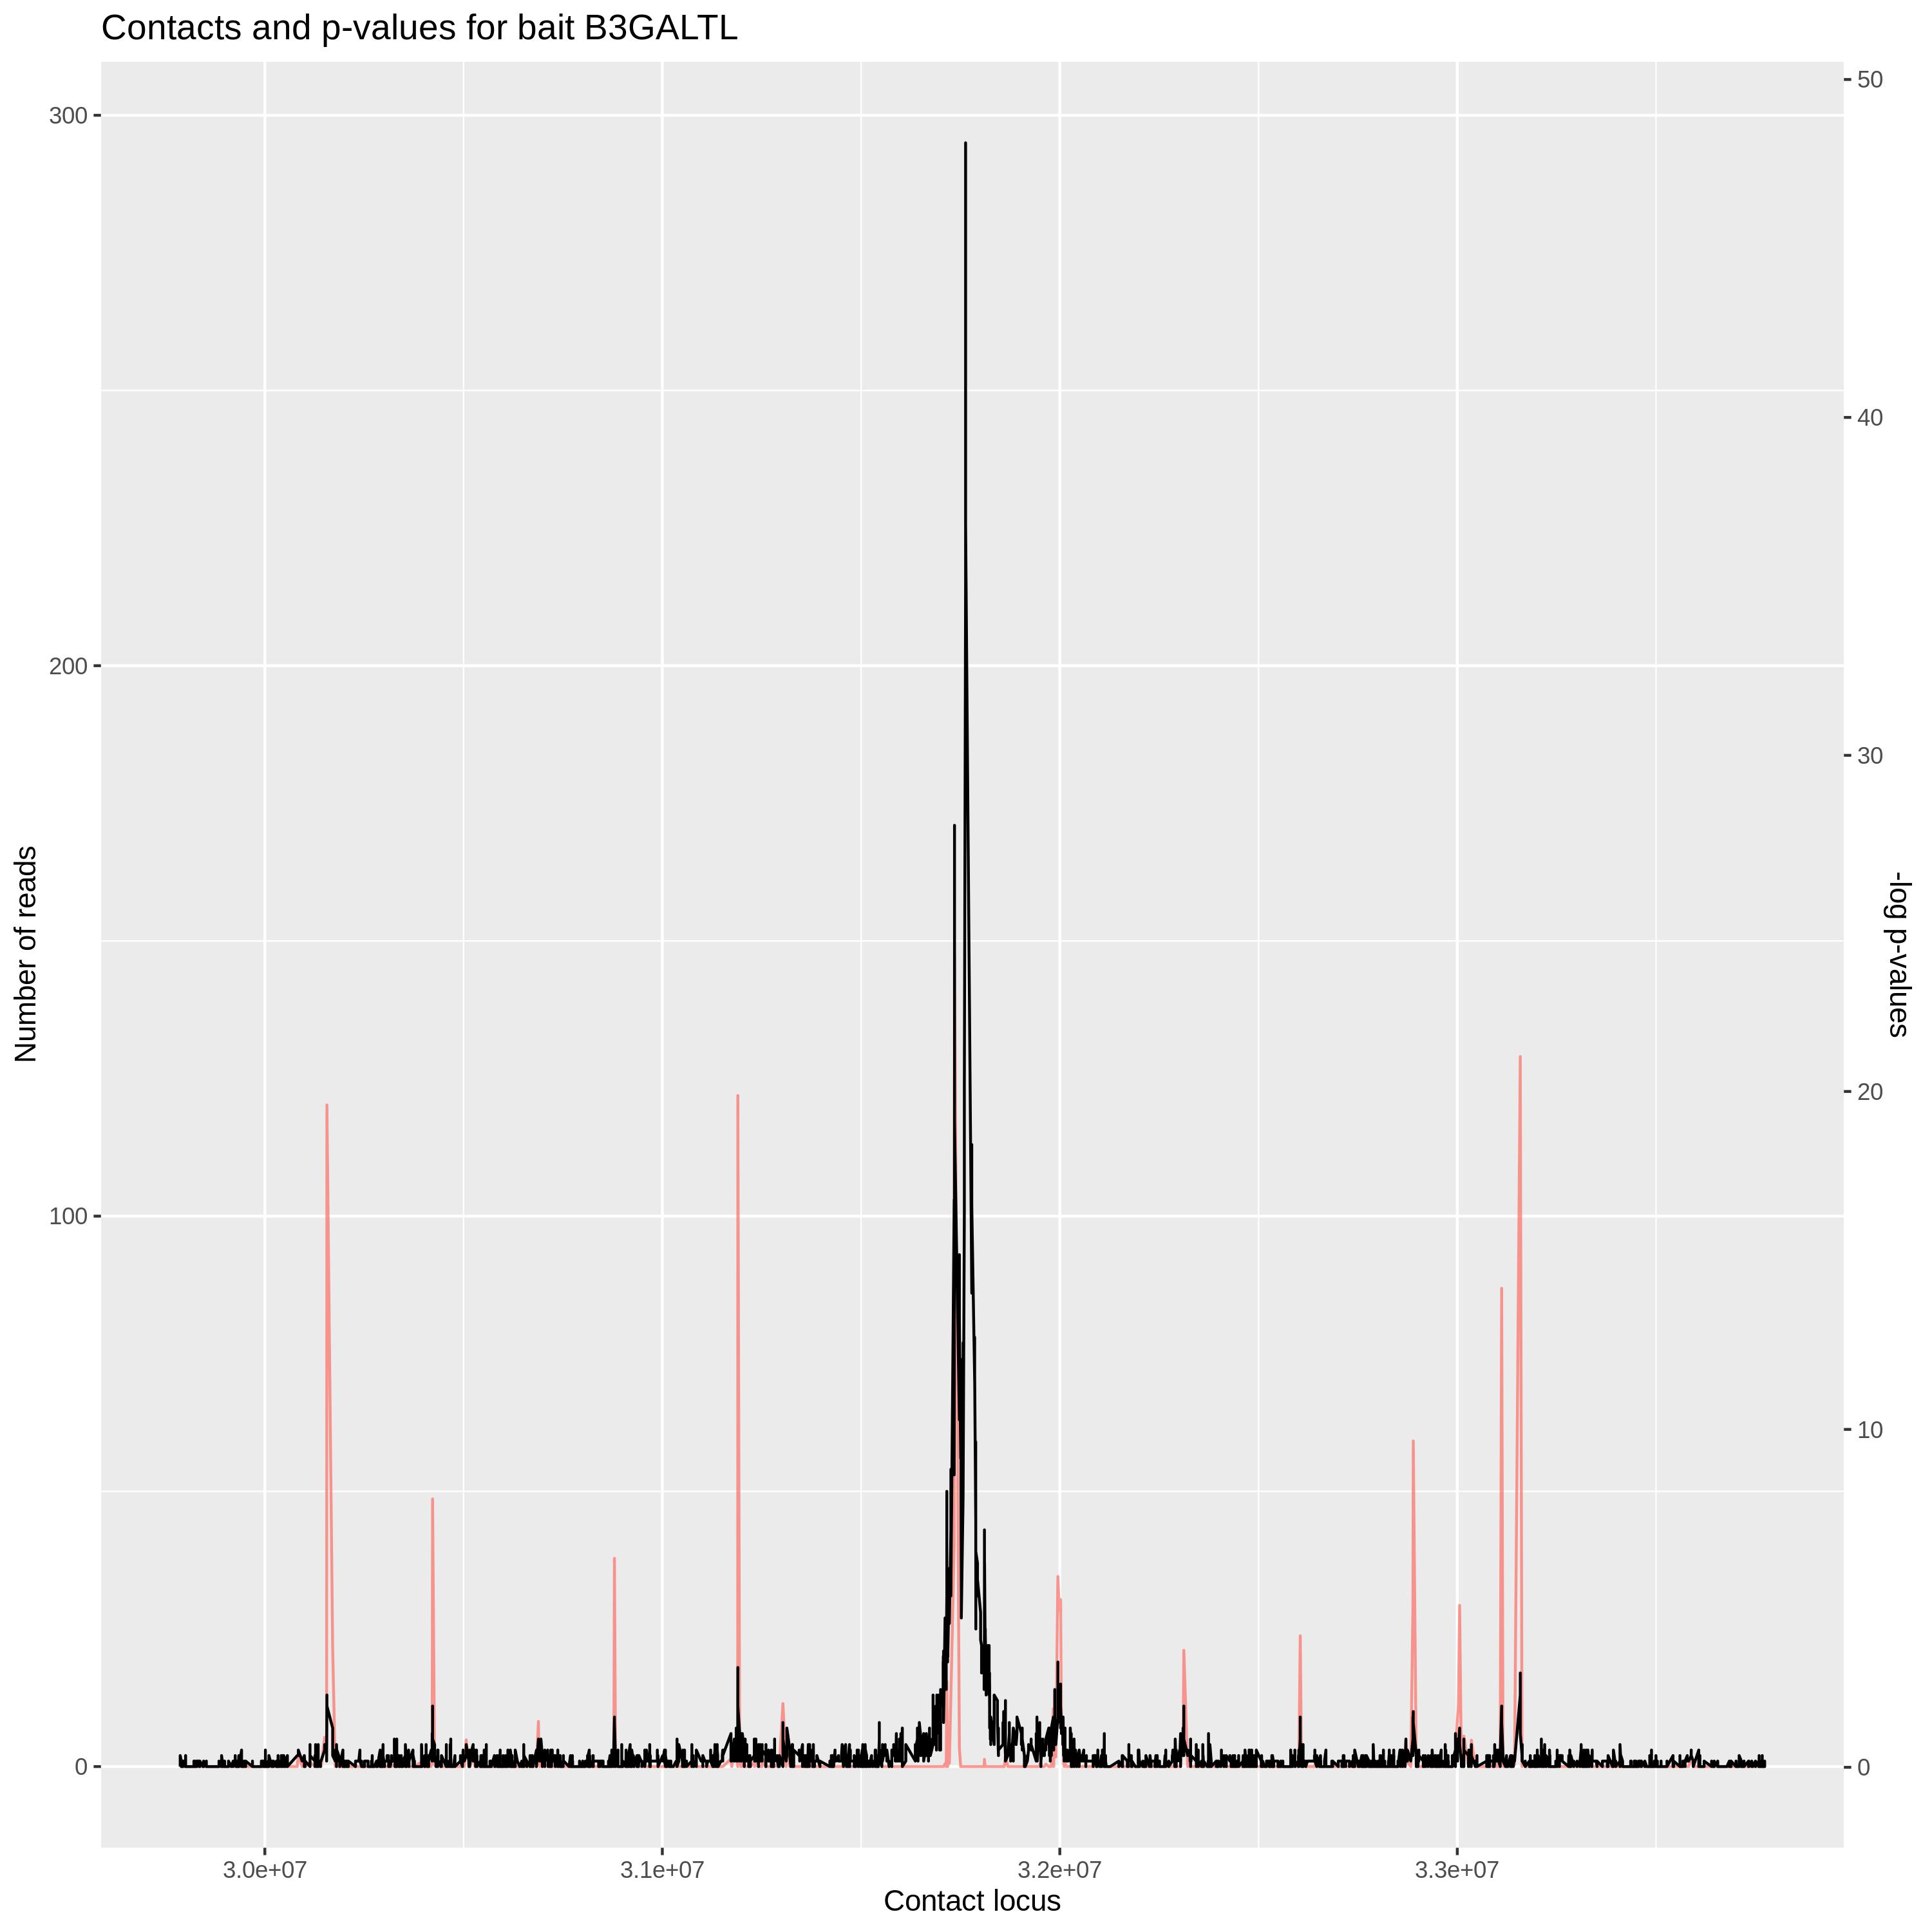 Contacts and p-values for bait B3GALTL
300
200
100
0
Number of reads
50
40
30
20
10
0
-log p-values
3.0e+07 3.1e+07 3.2e+07 3.3e+07
Contact locus